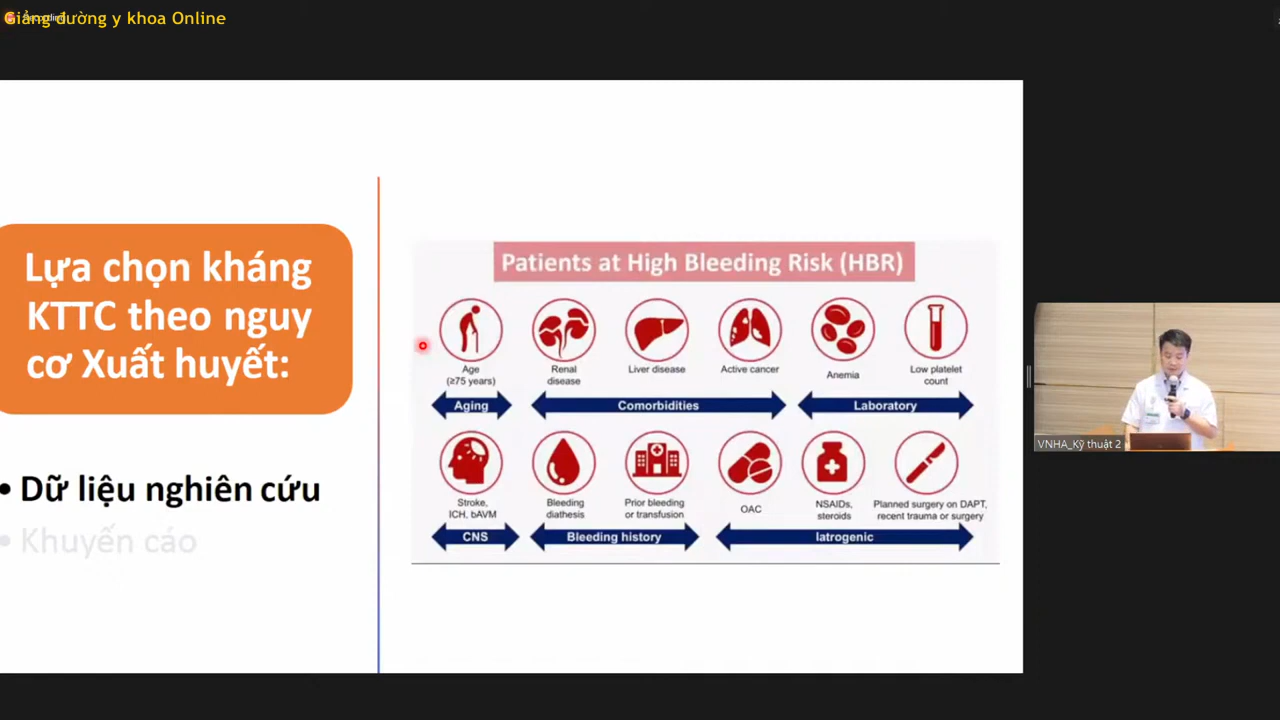 Giảng đường y khoa Online
Lựa chọn kháng
KTTC theo nguy
cơ Xuất huyết:
• Dữ liệu nghiên cứu
• Khuyến cáo
Patients at High Bleeding Risk (HBR)
Age
(≥75 years)
Renal
disease
Liver disease
Active cancer
Anemia
Low platelet
count
Aging
Comorbidities
Laboratory
Stroke,
ICH, bAVM
Bleeding
diathesis
Prior bleeding
or transfusion
OAC
NSAIDs,
steroids
Planned surgery on DAPT,
recent trauma or surgery
CNS
Bleeding history
Iatrogenic
VNHA_Kỹ thuật 2